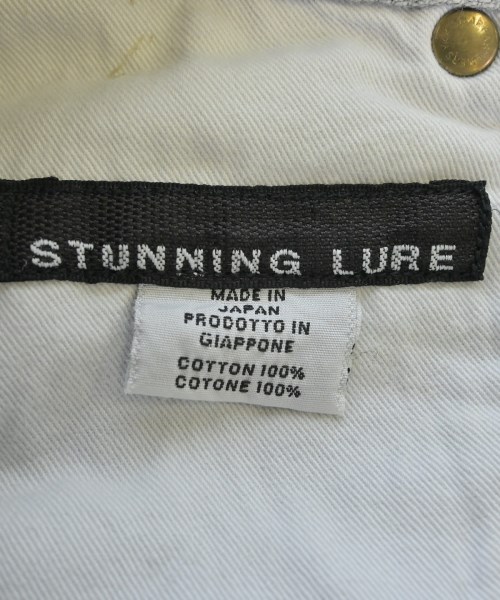 STUNNING LURE
MADE IN
JAPAN
PRODOTTO IN
GIAPPONE
COTTON 100%
COTONE 100%